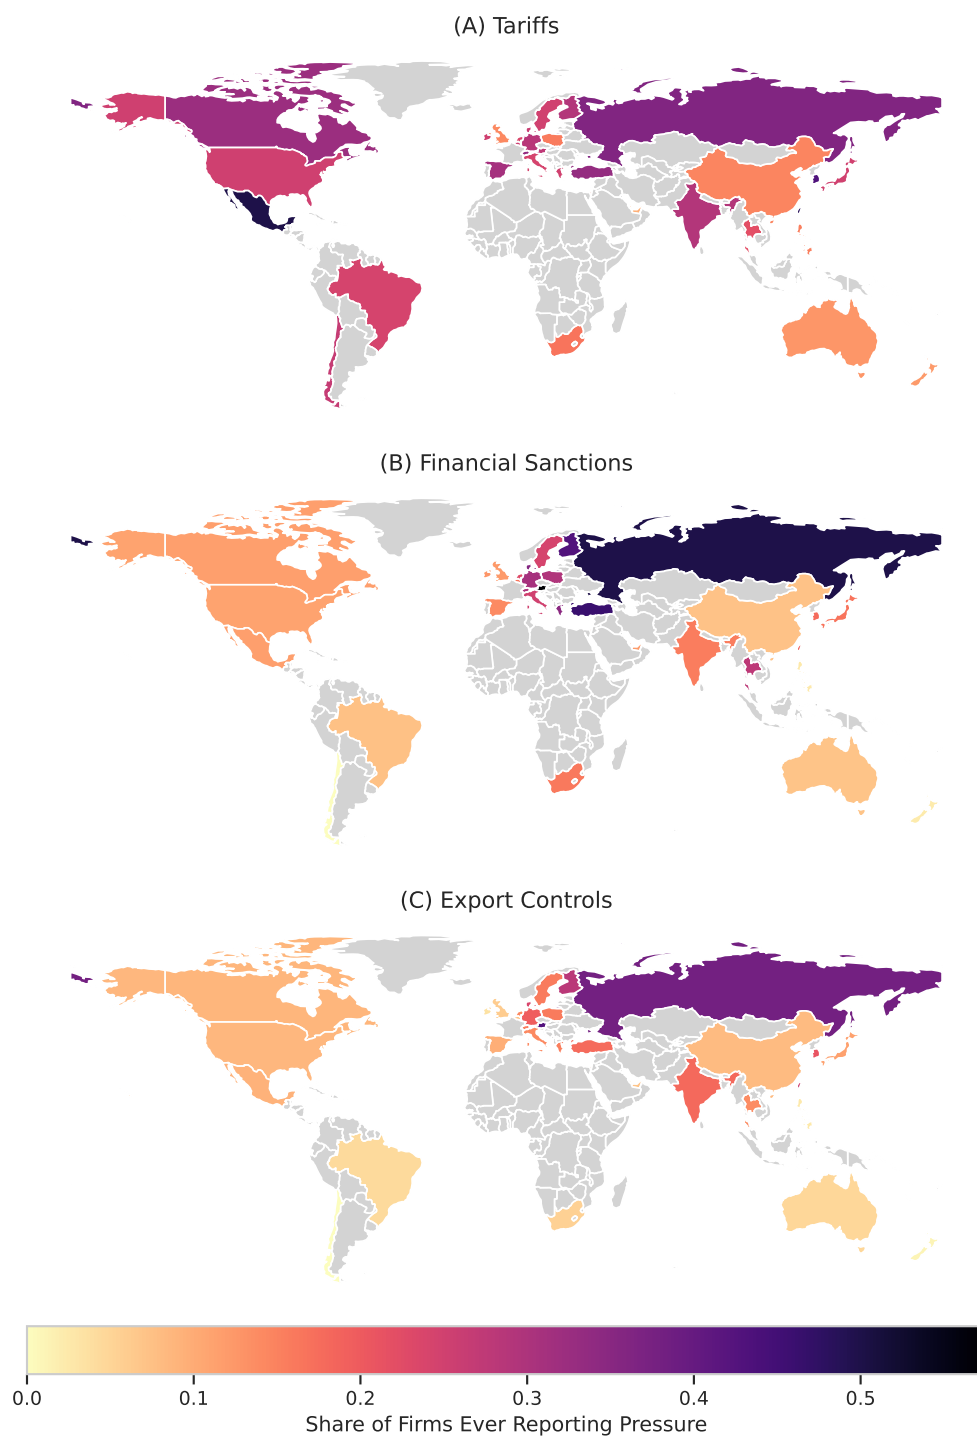 (A) Tariffs
(B) Financial Sanctions
(C) Export Controls
0.0 0.1 0.2 0.3 0.4 0.5
Share of Firms Ever Reporting Pressure